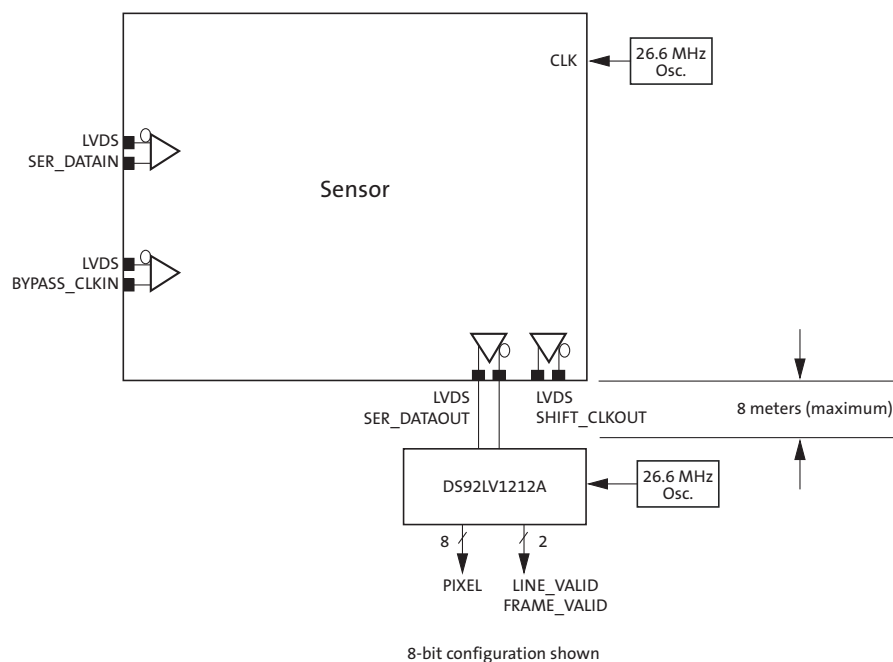 CLK
26.6 MHz
Osc.
LVDS
SER_DATAIN
Sensor
LVDS
BYPASS_CLKIN
LVDS
SER_DATAOUT
LVDS
SHIFT_CLKOUT
8 meters (maximum)
DS92LV1212A
26.6 MHz
Osc.
8
2
PIXEL
LINE_VALID
FRAME_VALID
8-bit configuration shown